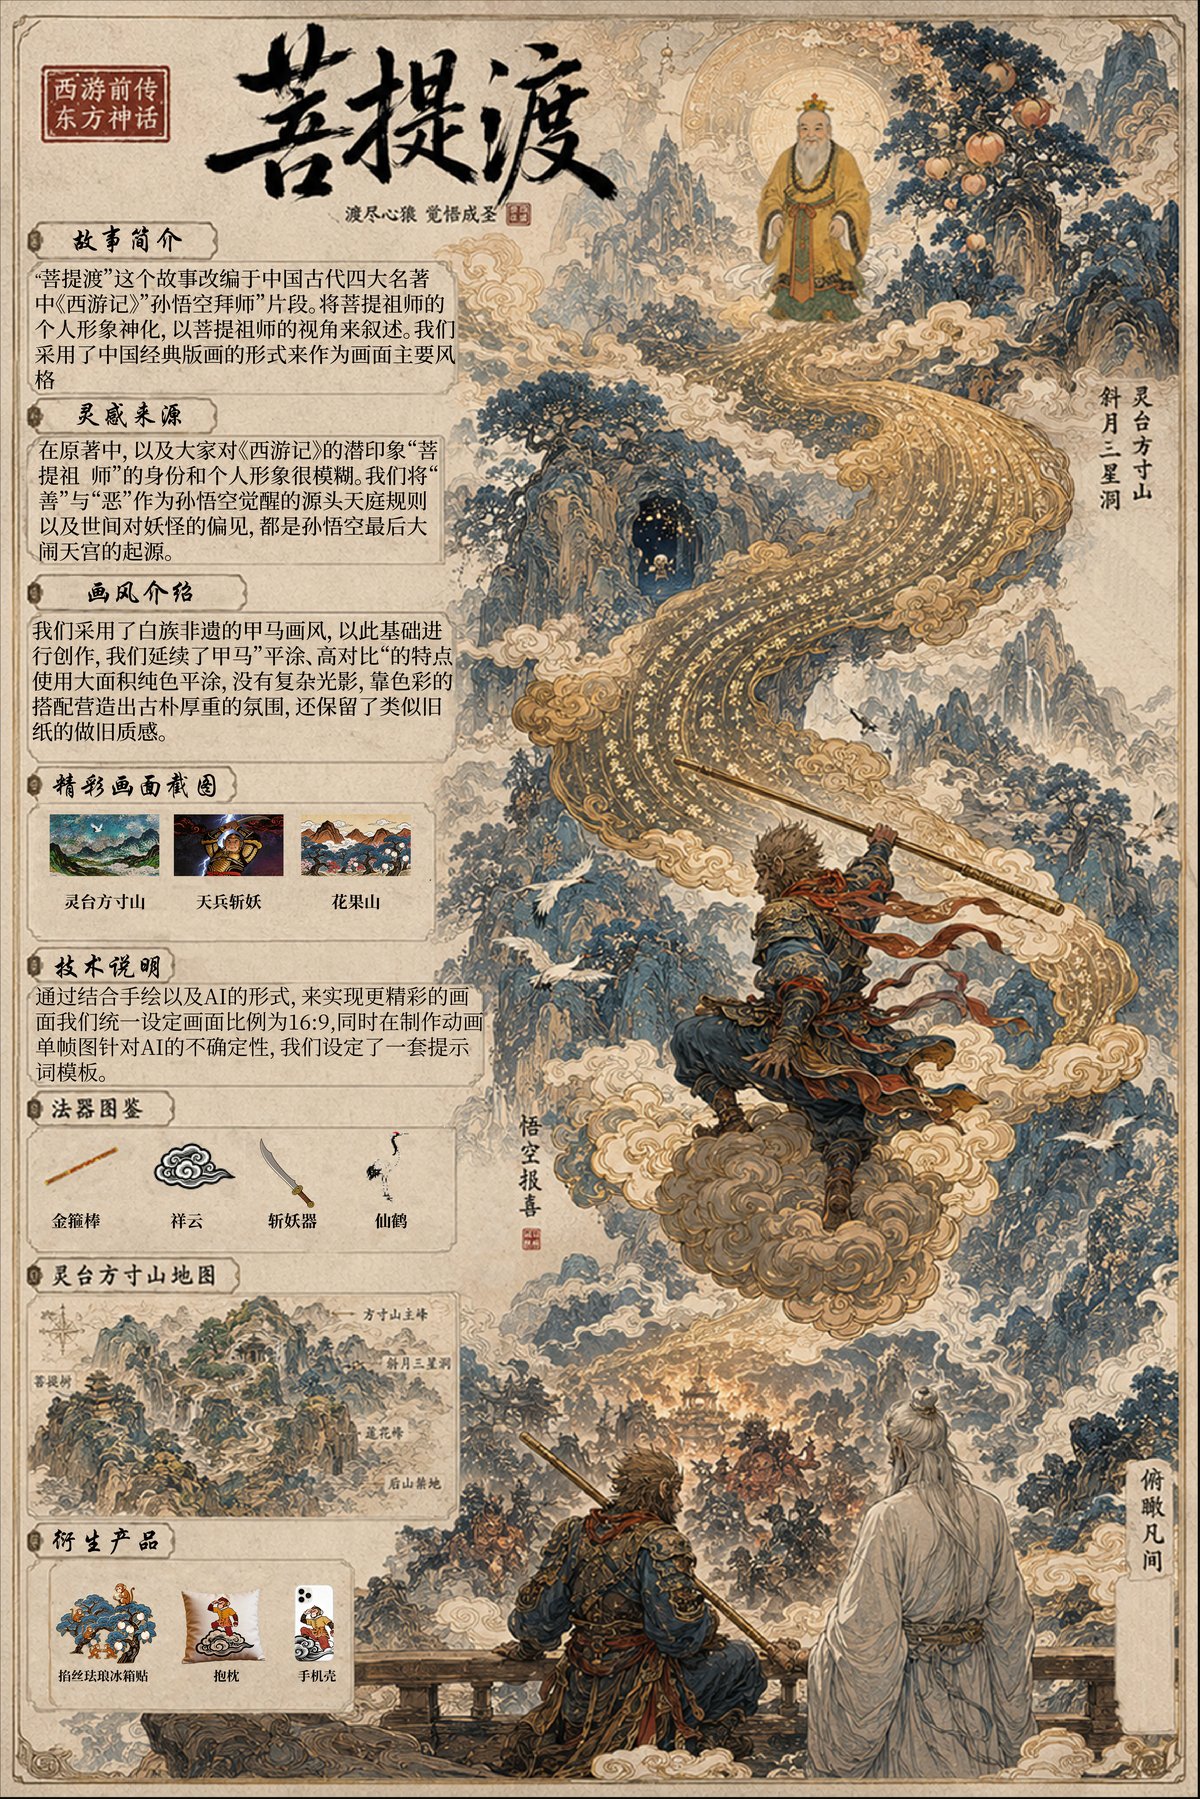 西游前传
东方神话
菩提渡
渡尽心猿 觉悟成圣
故事简介
“菩提渡”这个故事改编于中国古代四大名著
中《西游记》”孙悟空拜师”片段。将菩提祖师的
个人形象神化, 以菩提祖师的视角来叙述。我们
采用了中国经典版画的形式来作为画面主要风
格
灵感来源
在原著中, 以及大家对《西游记》的潜印象“菩
提祖 师”的身份和个人形象很模糊。我们将“
善”与“恶”作为孙悟空觉醒的源头天庭规则
以及世间对妖怪的偏见, 都是孙悟空最后大
闹天宫的起源。
画风介绍
我们采用了白族非遗的甲马画风, 以此基础进
行创作, 我们延续了甲马”平涂、高对比“的特点
使用大面积纯色平涂, 没有复杂光影, 靠色彩的
搭配营造出古朴厚重的氛围, 还保留了类似旧
纸的做旧质感。
精彩画面截图
灵台方寸山
天兵斩妖
花果山
技术说明
通过结合手绘以及AI的形式, 来实现更精彩的画
面我们统一设定画面比例为16:9,同时在制作动画
单帧图针对AI的不确定性, 我们设定了一套提示
词模板。
法器图鉴
金箍棒
祥云
斩妖器
仙鹤
灵台方寸山地图
方寸山主峰
斜月三星洞
菩提树
莲花峰
后山禁地
衍生产品
掐丝珐琅冰箱贴
抱枕
手机壳
灵台方寸山
斜月三星洞
悟空报喜
俯瞰凡间